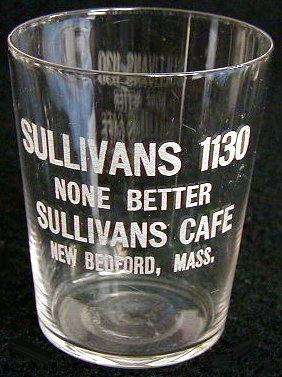 SULLIVANS 1130
NONE BETTER
SULLIVANS CAFE
NEW BEDFORD, MASS.